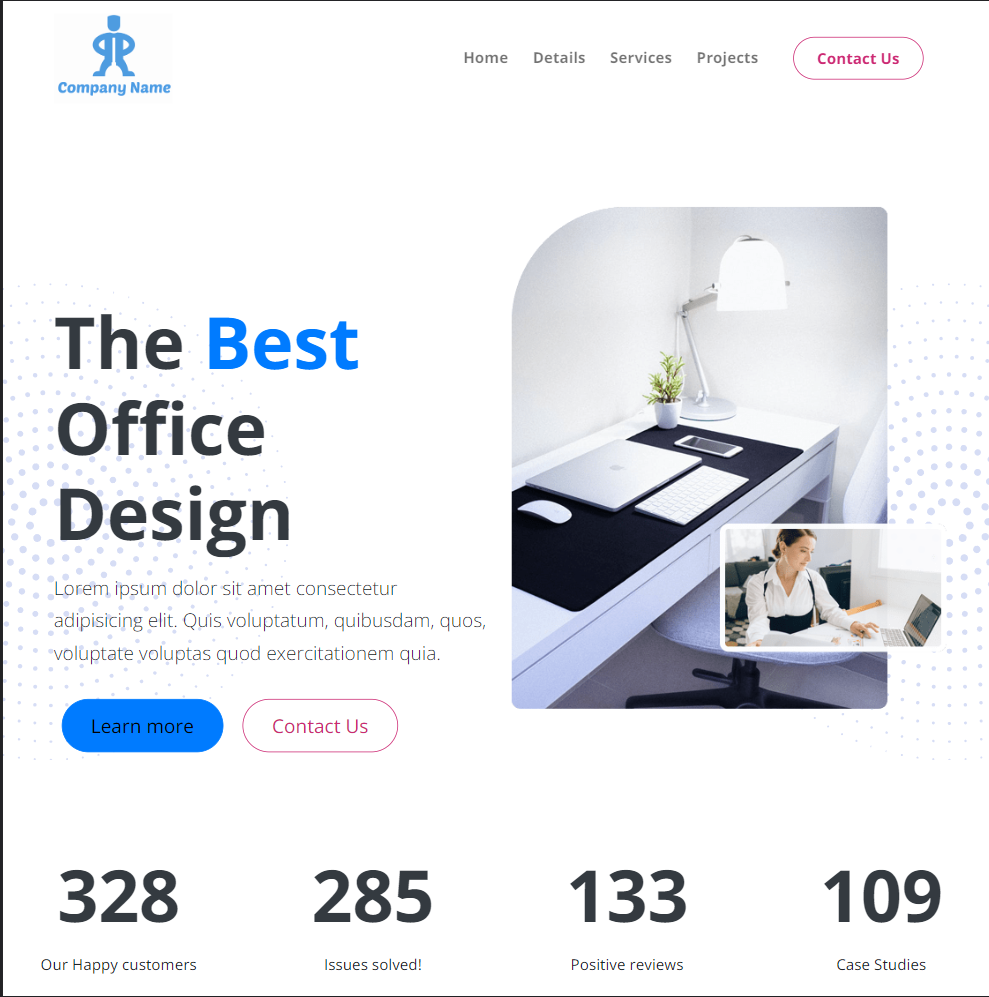 Company Name
Home Details Services Projects Contact Us
The Best
Office
Design
Lorem ipsum dolor sit amet consectetur
adipisicing elit. Quis voluptatum, quibusdam, quos,
voluptate voluptas quod exercitationem quia.
Learn more Contact Us
328 285 133 109
Our Happy customers Issues solved! Positive reviews Case Studies